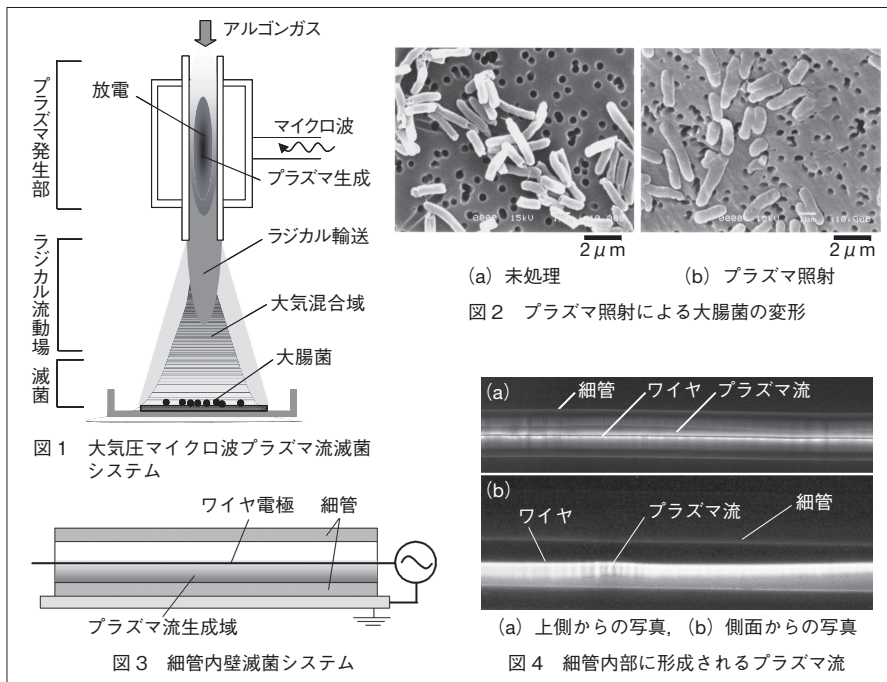 アルゴンガス
プラズマ発生部
放電
マイクロ波
プラズマ生成
ラジカル流動場
ラジカル輸送
大気混合域
滅菌
大腸菌
図1 大気圧マイクロ波プラズマ流滅菌
システム
2μm
2μm
(a) 未処理
(b) プラズマ照射
図2 プラズマ照射による大腸菌の変形
ワイヤ電極
細管
プラズマ流生成域
図3 細管内壁滅菌システム
(a)
細管
ワイヤ
プラズマ流
(b)
ワイヤ
プラズマ流
細管
(a) 上側からの写真,(b) 側面からの写真
図4 細管内部に形成されるプラズマ流